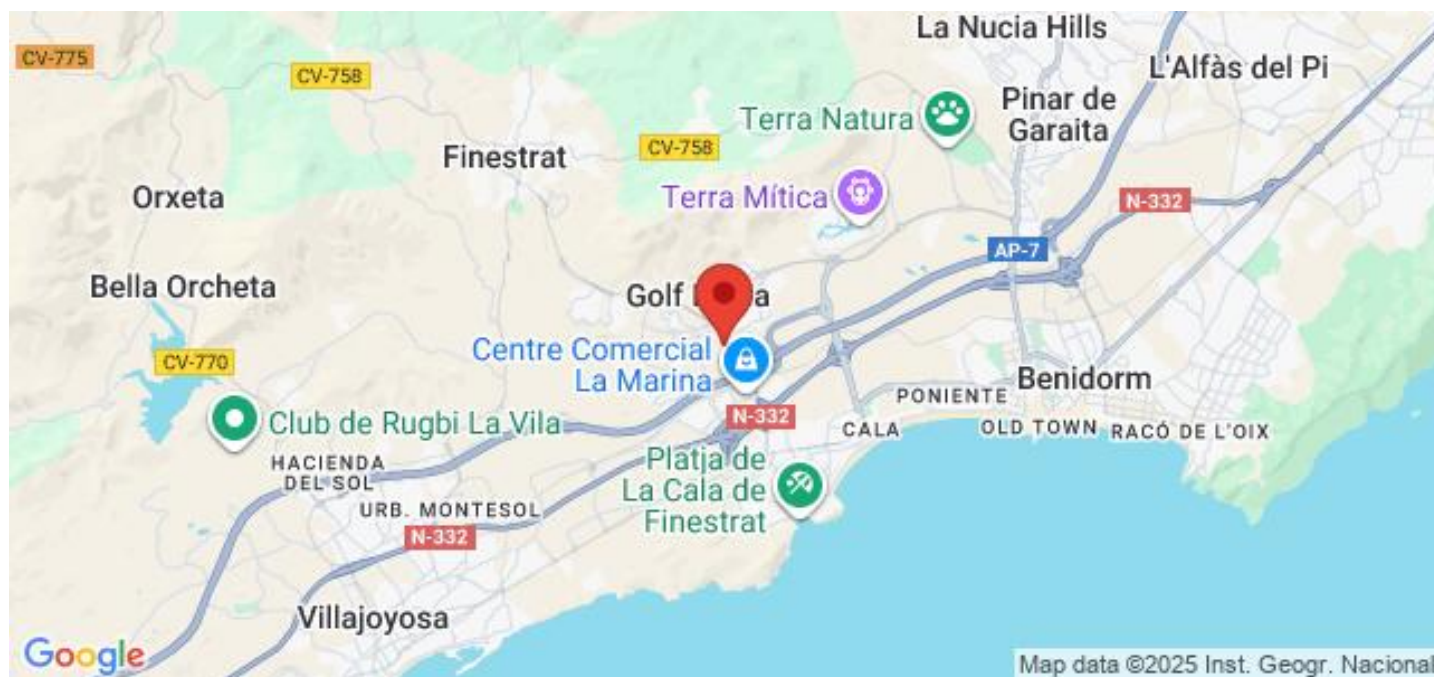 La Nucia Hills
CV-775
L'Alfàs del Pi
CV-758
Pinar de
Garaita
Terra Natura
CV-758
Finestrat
Terra Mítica
Orxeta
N-332
AP-7
Bella Orcheta
Golf
Centre Comercial
La Marina
CV-770
Benidorm
PONIENTE
N-332
Club de Rugbi La Vila
CALA
OLD TOWN
RACÓ DE L'OIX
HACIENDA
DEL SOL
Platja de
La Cala de
Finestrat
URB. MONTESOL
N-332
Villajoyosa
Google
Map data ©2025 Inst. Geogr. Nacional